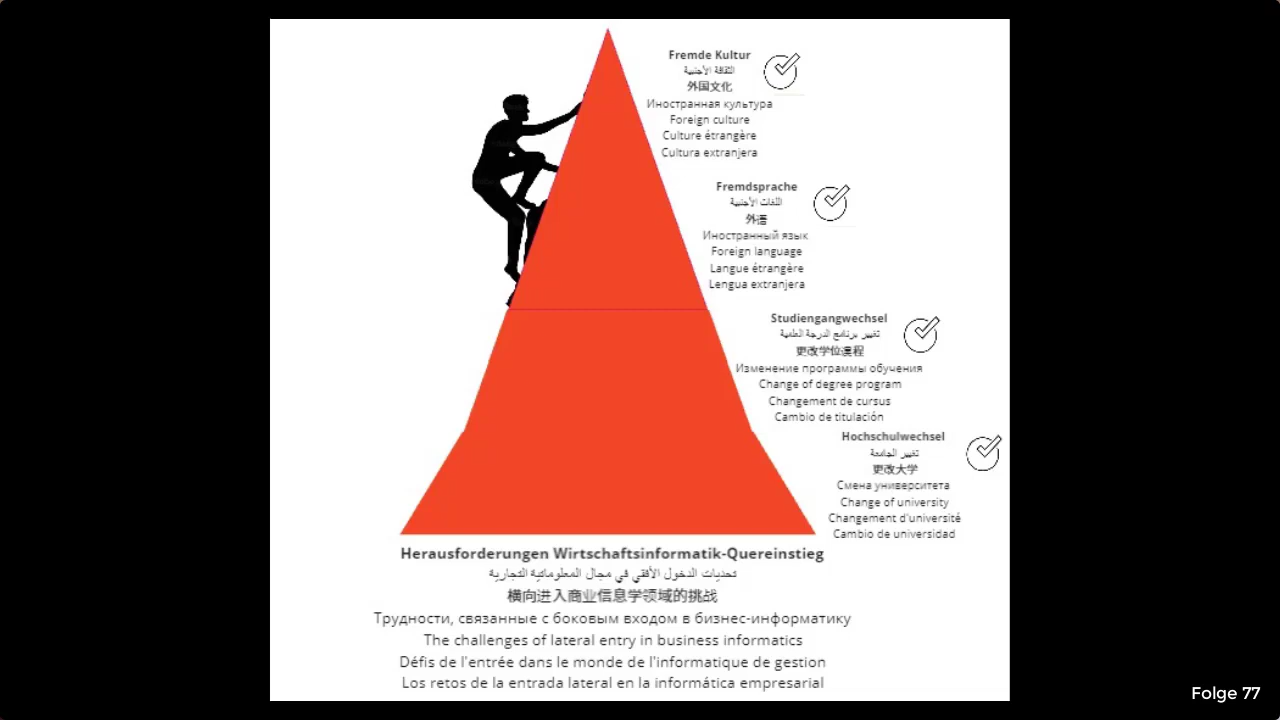 Fremde Kultur
الثقافة الأجنبية
外国文化
Иностранная культура
Foreign culture
Culture étrangère
Cultura extranjera
Fremdsprache
اللغات الأجنبية
外语
Иностранный язык
Foreign language
Langue étrangère
Lengua extranjera
Studiengangwechsel
تغيير برنامج الدرجة العلمية
更改学位课程
Изменение программы обучения
Change of degree program
Changement de cursus
Cambio de titulación
Hochschulwechsel
تغيير الجامعة
更改大学
Смена университета
Change of university
Changement d'université
Cambio de universidad
Herausforderungen Wirtschaftsinformatik-Quereinstieg
تحديات الدخول الأفقي في مجال المعلوماتية التجارية
横向进入商业信息学领域的挑战
Трудности, связанные с боковым входом в бизнес-информатику
The challenges of lateral entry in business informatics
Défis de l'entrée dans le monde de l'informatique de gestion
Los retos de la entrada lateral en la informática empresarial
Folge 77